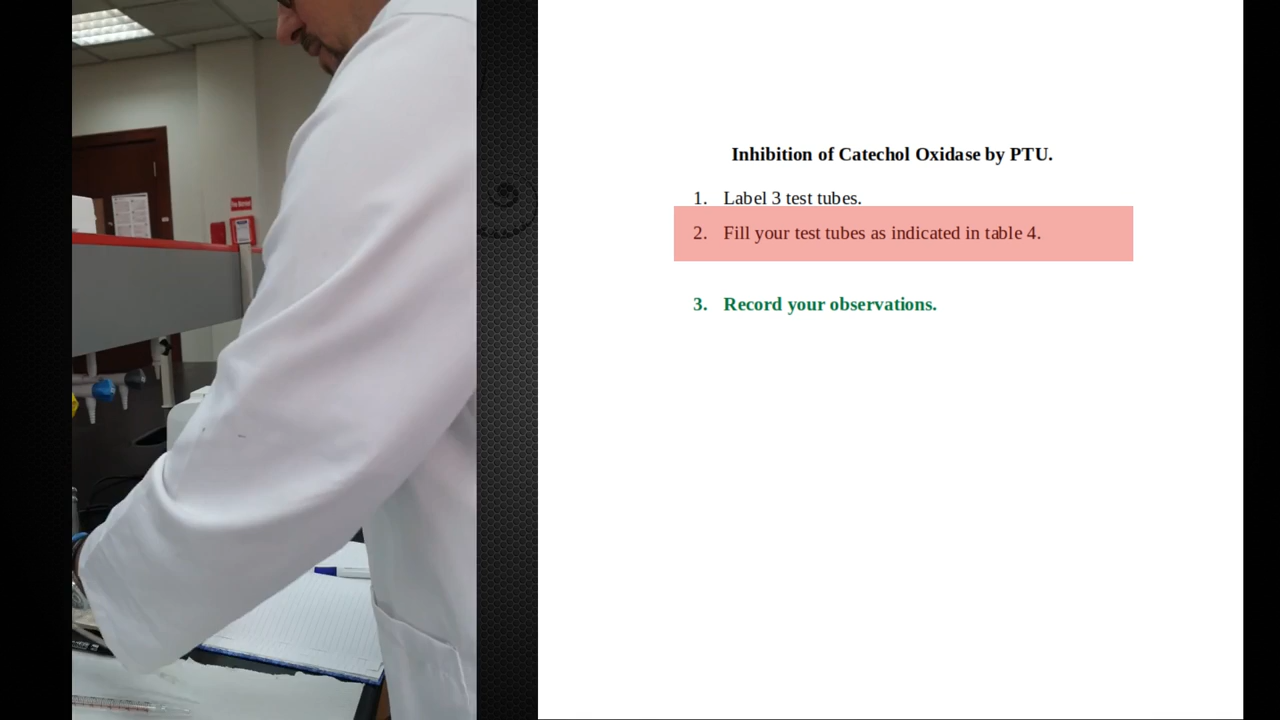 Inhibition of Catechol Oxidase by PTU.
1. Label 3 test tubes.
2. Fill your test tubes as indicated in table 4.
3. Record your observations.